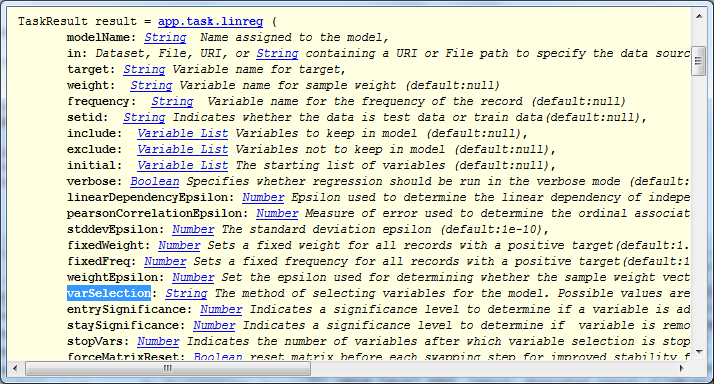 TaskResult result = app.task.linreg (
modelName: String Name assigned to the model,
in: Dataset, File, URI, or String containing a URI or File path to specify the data sourc
target: String Variable name for target,
weight: String Variable name for sample weight (default:null)
frequency: String Variable name for the frequency of the record (default:null)
setid: String Indicates whether the data is test data or train data(default:null),
include: Variable List Variables to keep in model (default:null),
exclude: Variable List Variables not to keep in model (default:null),
initial: Variable List The starting list of variables (default:null),
verbose: Boolean Specifies whether regression should be run in the verbose mode (default:
linearDependencyEpsilon: Number Epsilon used to determine the linear dependency of indepe
pearsonCorrelationEpsilon: Number Measure of error used to determine the ordinal associat
stddevEpsilon: Number The standard deviation epsilon (default:1e-10),
fixedWeight: Number Sets a fixed weight for all records with a positive target(default:1.
fixedFreq: Number Sets a fixed frequency for all records with a positive target(default:1
weightEpsilon: Number Set the epsilon used for determining whether the sample weight vect
varSelection: String The method of selecting variables for the model. Possible values are
entrySignificance: Number Indicates a significance level to determine if a variable is ad
staySignificance: Number Indicates a significance level to determine if variable is remo
stopVars: Number Indicates the number of variables after which variable selection is stop
forceMatrixReset: Boolean reset matrix before each swapping step for improved stability f